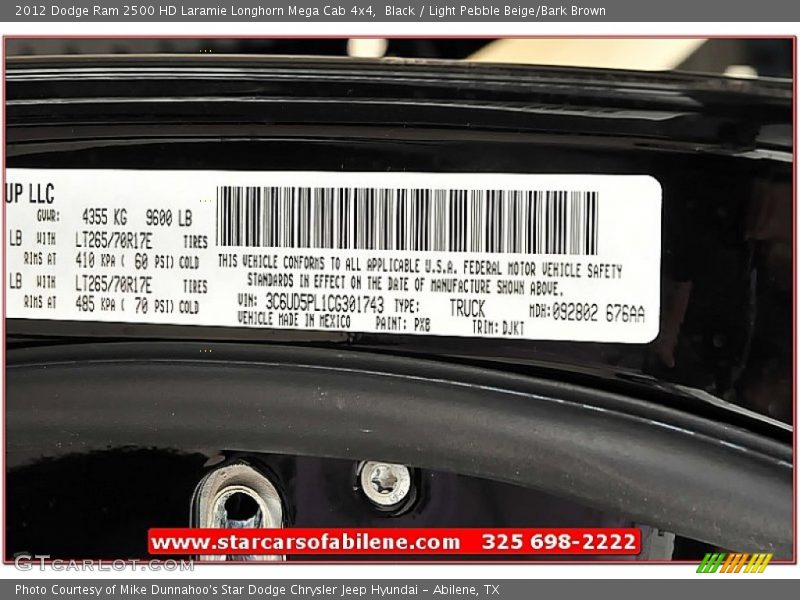 2012 Dodge Ram 2500 HD Laramie Longhorn Mega Cab 4x4,  Black / Light Pebble Beige/Bark Brown
UP LLC
GVWR: 4355 KG 9600 LB
LB WITH LT265/70R17E TIRES
RIMS AT 410 KPA ( 60 PSI) COLD
LB WITH LT265/70R17E TIRES
RIMS AT 485 KPA ( 70 PSI) COLD
THIS VEHICLE CONFORMS TO ALL APPLICABLE U.S.A. FEDERAL MOTOR VEHICLE SAFETY
STANDARDS IN EFFECT ON THE DATE OF MANUFACTURE SHOWN ABOVE.
VIN: 3C6UD5PL1CG301743 TYPE: TRUCK MDH:092802 676AA
VEHICLE MADE IN MEXICO PAINT: PX8 TRIM: DJKT
www.starcarsofabilene.com 325 698-2222
GTCARLOT.COM
Photo Courtesy of Mike Dunnahoo's Star Dodge Chrysler Jeep Hyundai – Abilene, TX